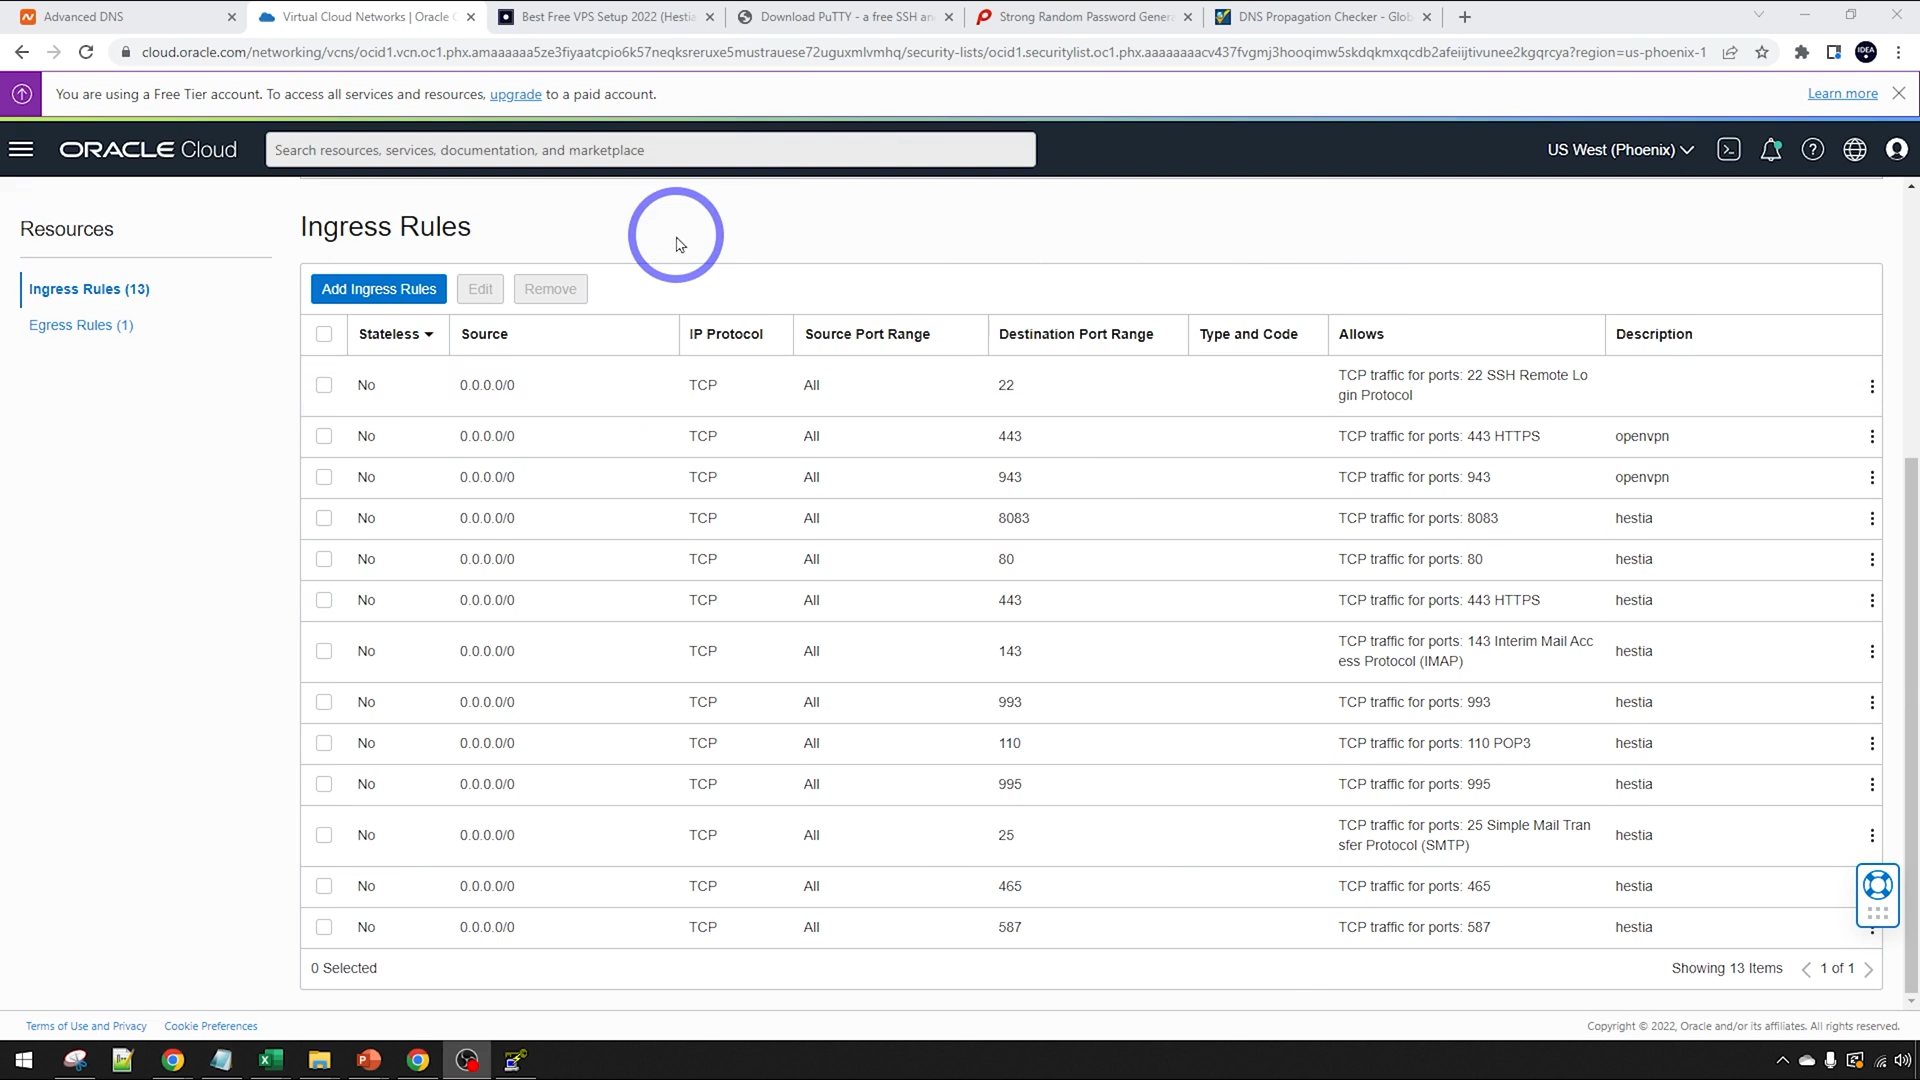 Advanced DNS
Virtual Cloud Networks | Oracle C
Best Free VPS Setup 2022 (Hestia
Download PuTTY - a free SSH an
Strong Random Password Genera
DNS Propagation Checker - Glob
cloud.oracle.com/networking/vcns/ocid1.vcn.oc1.phx.amaaaaaa5ze3fiyaatcpio6k57neqksreruxe5mustrauese72uguxmlvmhq/security-lists/ocid1.securitylist.oc1.phx.aaaaaaaacv437fvgmj3hooqimw5skdqkmxqcdb2afeiijtivunee2kgqrcya?region=us-phoenix-1
IDEA
You are using a Free Tier account. To access all services and resources, upgrade to a paid account.
Learn more
ORACLE Cloud
Search resources, services, documentation, and marketplace
US West (Phoenix)
Resources
Ingress Rules (13)
Egress Rules (1)
Ingress Rules
Add Ingress Rules Edit Remove
Stateless Source IP Protocol Source Port Range Destination Port Range Type and Code Allows Description
No 0.0.0.0/0 TCP All 22 TCP traffic for ports: 22 SSH Remote Lo
gin Protocol
No 0.0.0.0/0 TCP All 443 TCP traffic for ports: 443 HTTPS openvpn
No 0.0.0.0/0 TCP All 943 TCP traffic for ports: 943 openvpn
No 0.0.0.0/0 TCP All 8083 TCP traffic for ports: 8083 hestia
No 0.0.0.0/0 TCP All 80 TCP traffic for ports: 80 hestia
No 0.0.0.0/0 TCP All 443 TCP traffic for ports: 443 HTTPS hestia
No 0.0.0.0/0 TCP All 143 TCP traffic for ports: 143 Interim Mail Acc
ess Protocol (IMAP) hestia
No 0.0.0.0/0 TCP All 993 TCP traffic for ports: 993 hestia
No 0.0.0.0/0 TCP All 110 TCP traffic for ports: 110 POP3 hestia
No 0.0.0.0/0 TCP All 995 TCP traffic for ports: 995 hestia
No 0.0.0.0/0 TCP All 25 TCP traffic for ports: 25 Simple Mail Tran
sfer Protocol (SMTP) hestia
No 0.0.0.0/0 TCP All 465 TCP traffic for ports: 465 hestia
No 0.0.0.0/0 TCP All 587 TCP traffic for ports: 587 hestia
0 Selected
Showing 13 Items 1 of 1
Terms of Use and Privacy Cookie Preferences
Copyright © 2022, Oracle and/or its affiliates. All rights reserved.